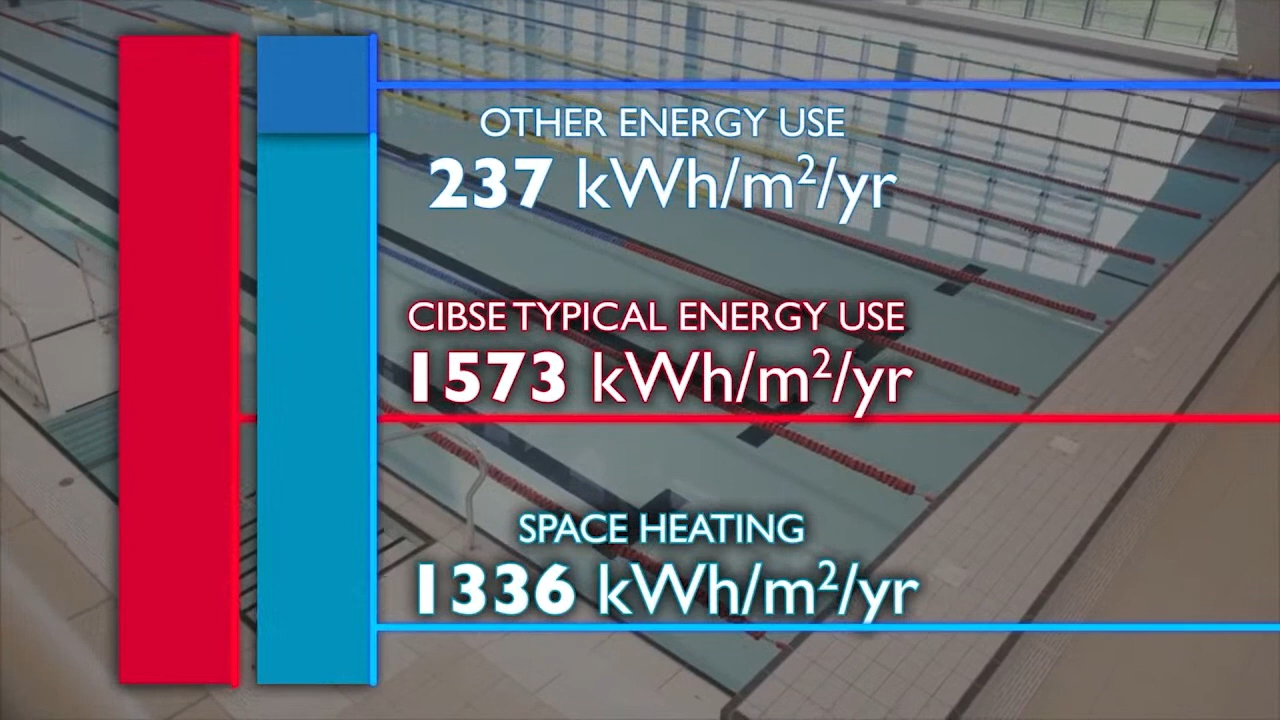 OTHER ENERGY USE
237 kWh/m²/yr
CIBSE TYPICAL ENERGY USE
1573 kWh/m²/yr
SPACE HEATING
1336 kWh/m²/yr